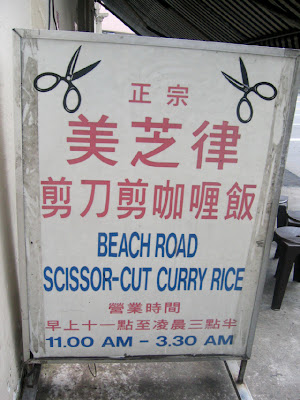 正宗
美芝律
剪刀剪咖喱飯
BEACH ROAD
SCISSOR-CUT CURRY RICE
營業時間
早上十一點至凌晨三點半
11.00 AM – 3.30 AM